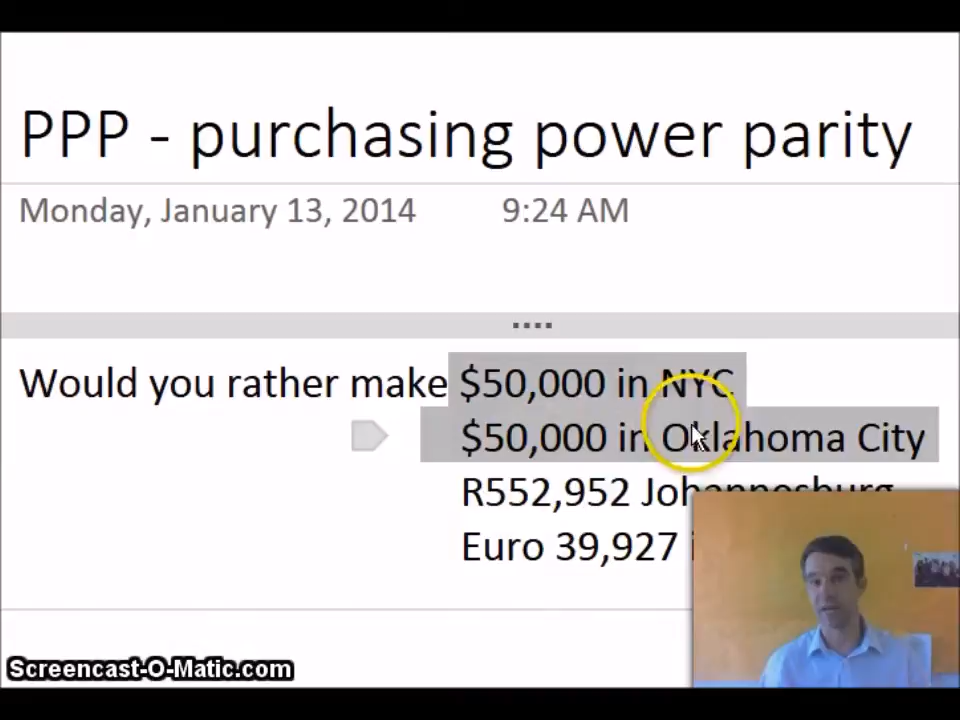 PPP - purchasing power parity
Monday, January 13, 2014 9:24 AM
Would you rather make $50,000 in NYC
$50,000 in Oklahoma City
R552,952 Johannesburg
Euro 39,927
Screencast-O-Matic.com